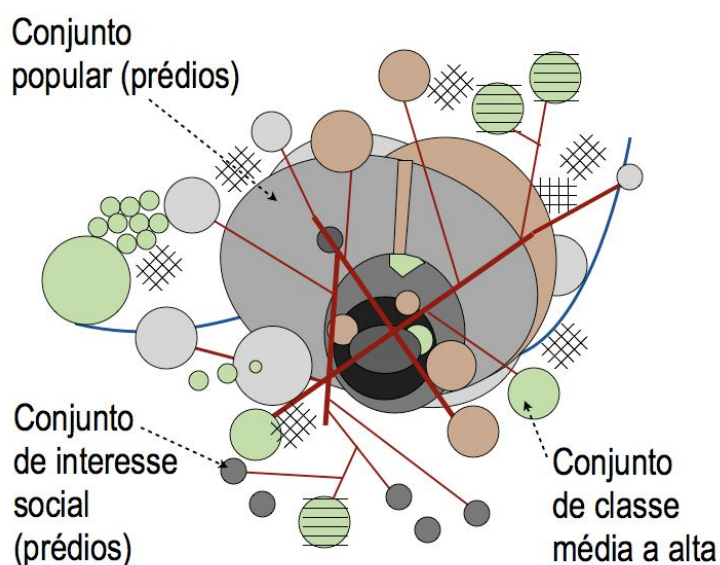 Conjunto
popular (prédios)
Conjunto
de interesse
social
(prédios)
Conjunto
de classe
média a alta